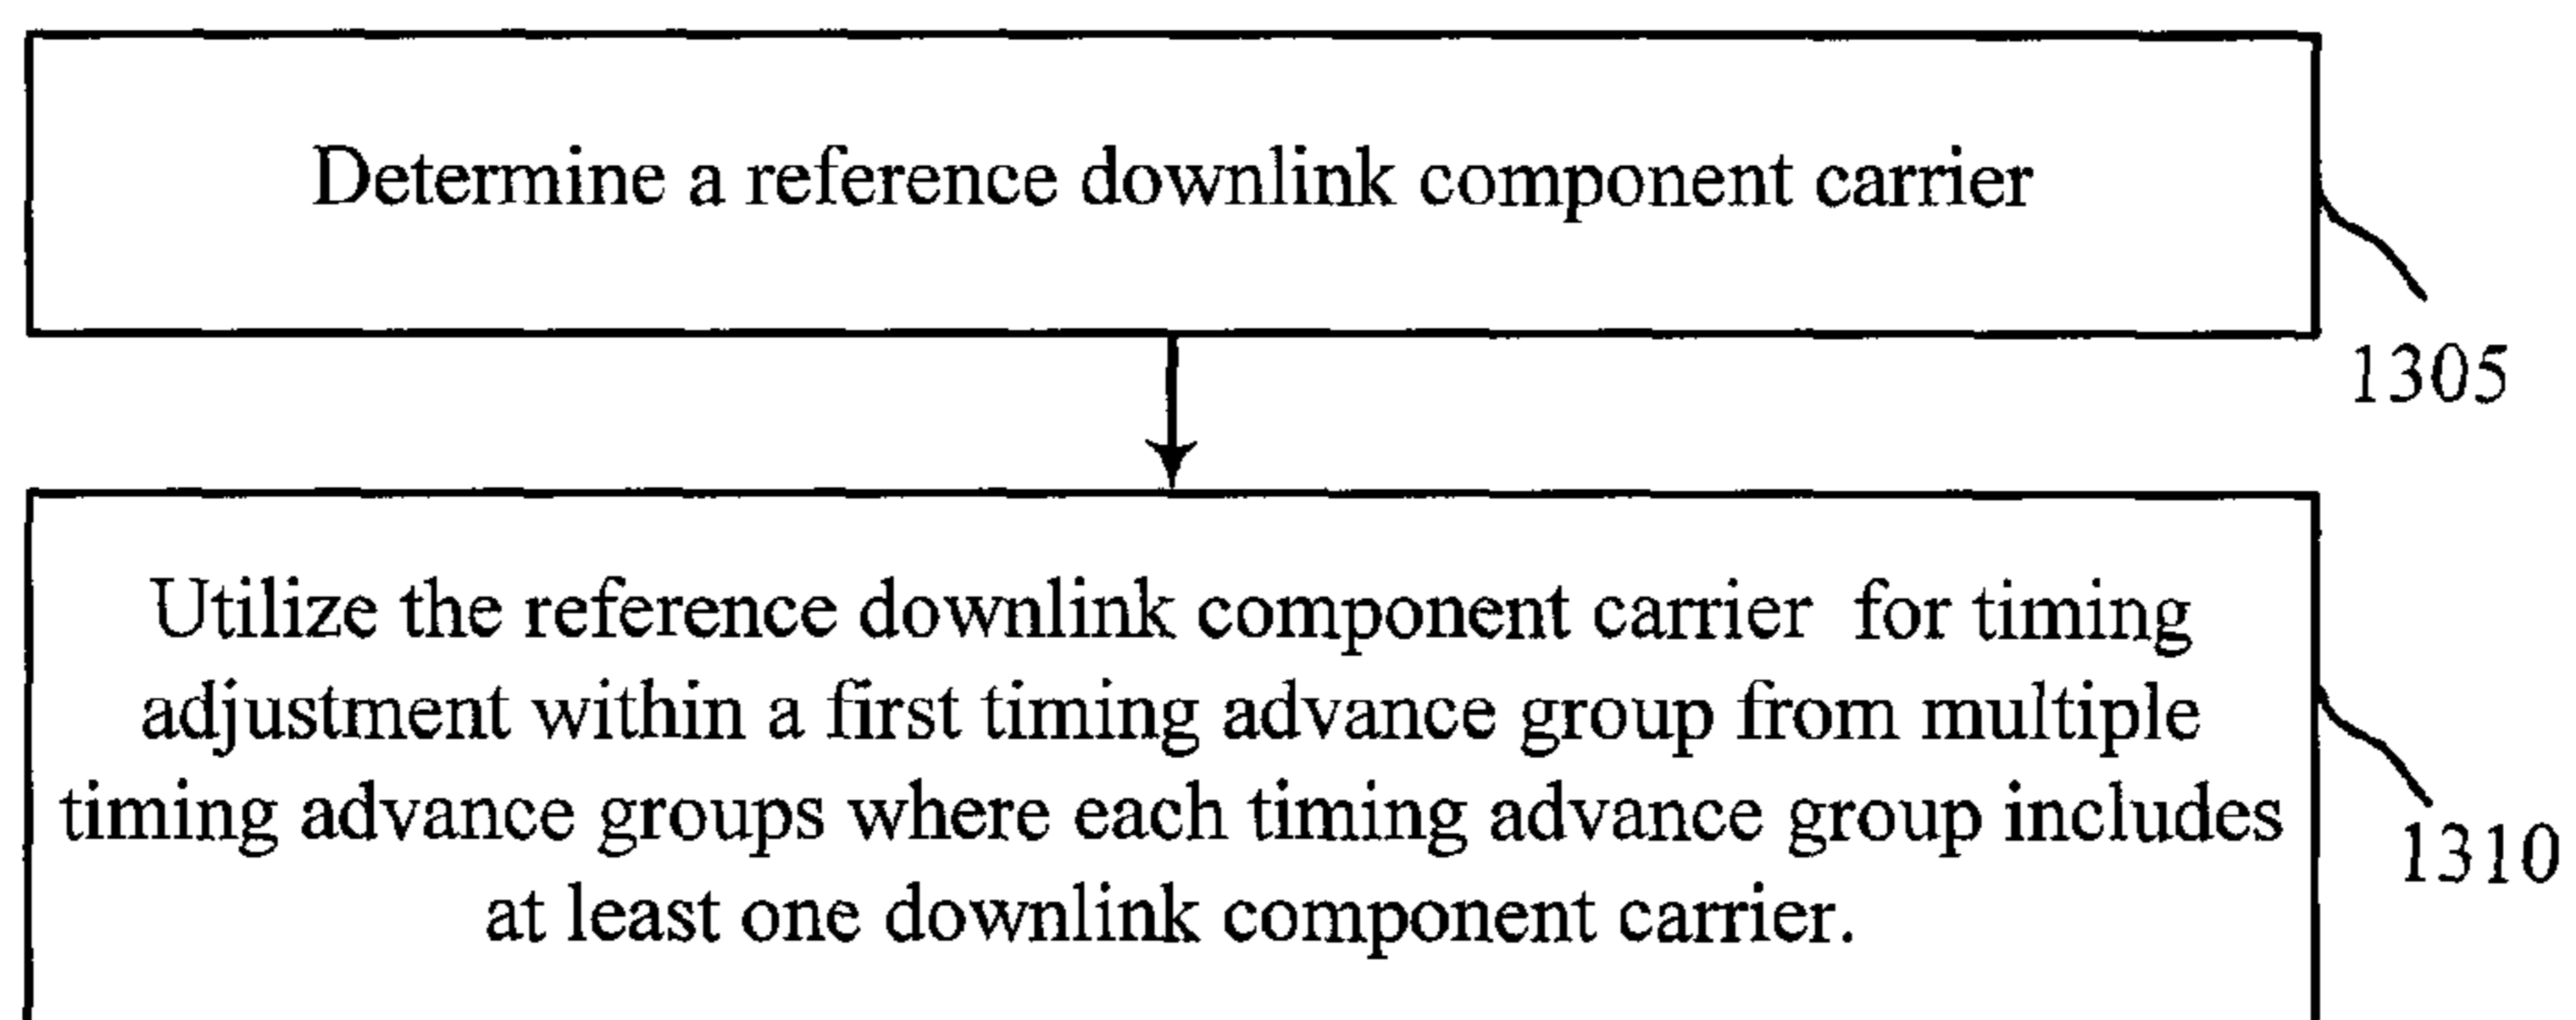 Determine a reference downlink component carrier
1305
Utilize the reference downlink component carrier for timing
adjustment within a first timing advance group from multiple
timing advance groups where each timing advance group includes
at least one downlink component carrier.
1310